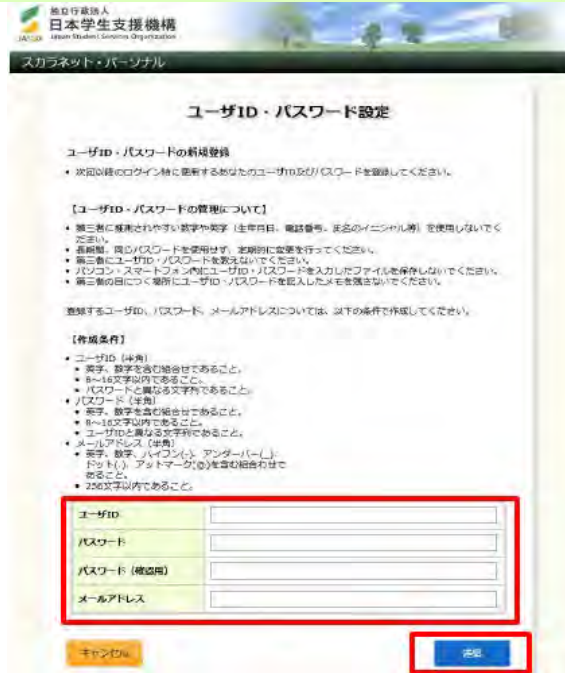 独立行政法人
日本学生支援機構
JASSO Japan Student Services Organization
スカラネット・パーソナル
ユーザID・パスワード設定
ユーザID・パスワードの新規登録
• 次回以降のログイン時に使用するあなたのユーザID及びパスワードを登録してください。
【ユーザID・パスワードの管理について】
• 第三者に推測されやすい数字や英字（生年月日、電話番号、氏名のイニシャル等）を使用しないでく
ださい。
• 長期間、同じパスワードを使用せず、定期的に変更を行ってください。
• 第三者にユーザID・パスワードを教えないでください。
• パソコン・スマートフォン内にユーザID・パスワードを入力したファイルを保存しないでください。
• 第三者の目につく場所にユーザID・パスワードを記入したメモを残さないでください。
登録するユーザID、パスワード、メールアドレスについては、以下の条件で作成してください。
【作成条件】
• ユーザID（半角）
• 英字、数字を含む組合せであること。
• 8～16文字以内であること。
• パスワードと異なる文字列であること。
• パスワード（半角）
• 英字、数字を含む組合せであること。
• 8～16文字以内であること。
• ユーザIDと異なる文字列であること。
• メールアドレス（半角）
• 英字、数字、ハイフン(-)、アンダーバー(_)、
ドット(.)、アットマーク(@)を含む組合わせで
あること。
• 256文字以内であること。
ユーザID
パスワード
パスワード（確認用）
メールアドレス
キャンセル
送信